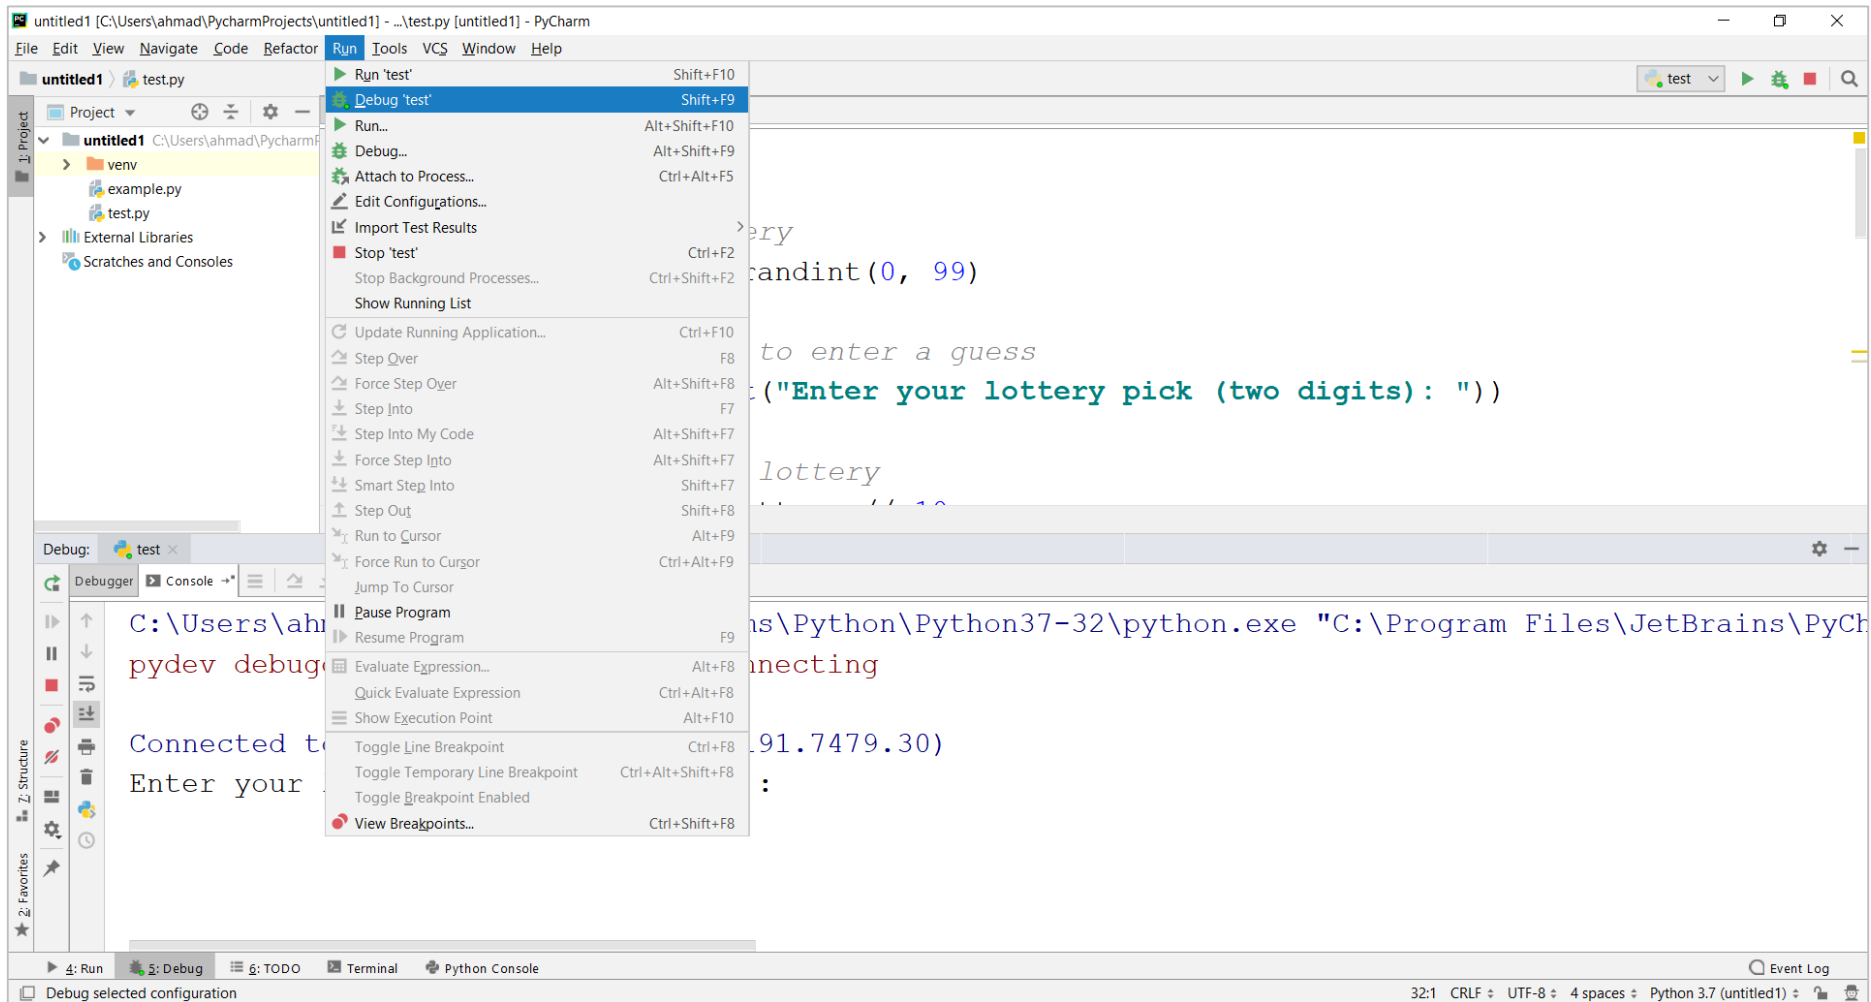 untitled1 [C:\Users\ahmad\PycharmProjects\untitled1] - ...\test.py [untitled1] - PyCharm
File Edit View Navigate Code Refactor Run Tools VCS Window Help
untitled1 test.py
test
Project
1: Project
untitled1 C:\Users\ahmad\PycharmP
venv
example.py
test.py
External Libraries
Scratches and Consoles
Run 'test' Shift+F10
Debug 'test' Shift+F9
Run... Alt+Shift+F10
Debug... Alt+Shift+F9
Attach to Process... Ctrl+Alt+F5
Edit Configurations...
Import Test Results
Stop 'test' Ctrl+F2
Stop Background Processes... Ctrl+Shift+F2
Show Running List
Update Running Application... Ctrl+F10
Step Over F8
Force Step Over Alt+Shift+F8
Step Into F7
Step Into My Code Alt+Shift+F7
Force Step Into Alt+Shift+F7
Smart Step Into Shift+F7
Step Out Shift+F8
Run to Cursor Alt+F9
Force Run to Cursor Ctrl+Alt+F9
Jump To Cursor
Pause Program
Resume Program F9
Evaluate Expression... Alt+F8
Quick Evaluate Expression Ctrl+Alt+F8
Show Execution Point Alt+F10
Toggle Line Breakpoint Ctrl+F8
Toggle Temporary Line Breakpoint Ctrl+Alt+Shift+F8
Toggle Breakpoint Enabled
View Breakpoints... Ctrl+Shift+F8
ery
randint(0, 99)
to enter a guess
t("Enter your lottery pick (two digits): "))
lottery
// 10
Debug: test
Debugger Console
C:\Users\ah ns\Python\Python37-32\python.exe "C:\Program Files\JetBrains\PyCh
pydev debug nnecting
Connected to 191.7479.30)
Enter your :
Z: Structure
2: Favorites
4: Run 5: Debug 6: TODO Terminal Python Console Event Log
Debug selected configuration 32:1 CRLF UTF-8 4 spaces Python 3.7 (untitled1)